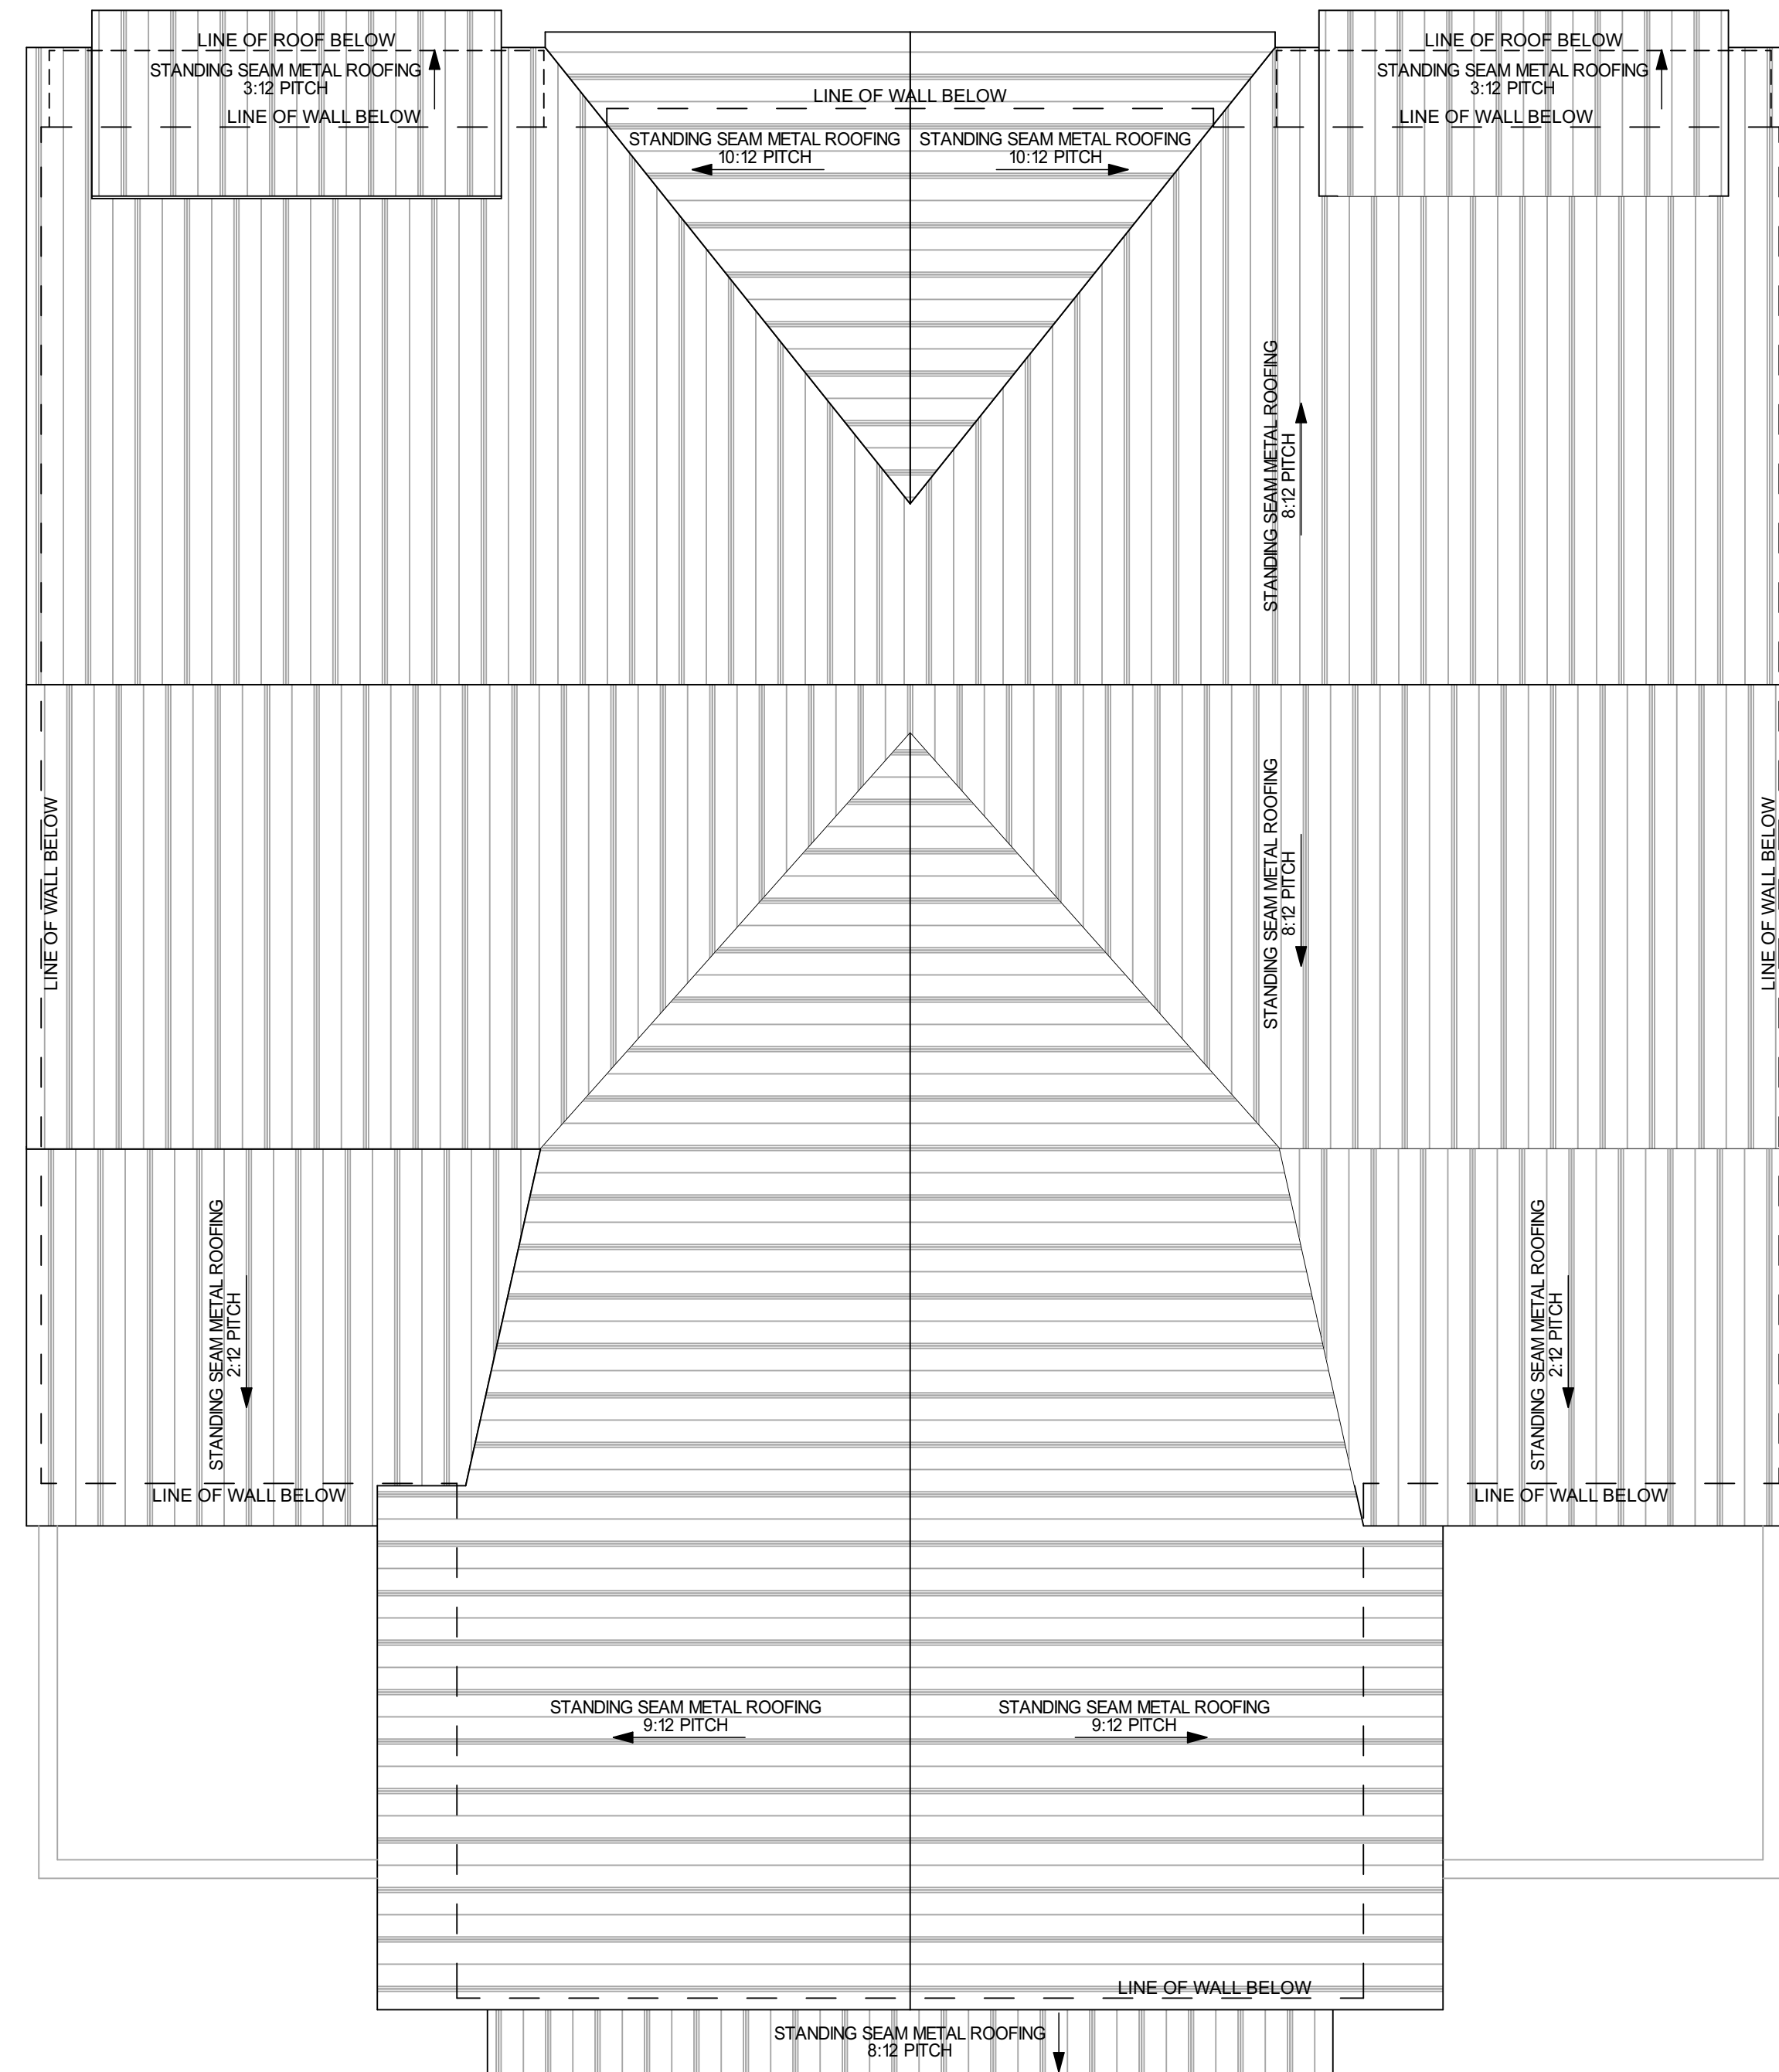 LINE OF ROOF BELOW
STANDING SEAM METAL ROOFING
3:12 PITCH
LINE OF WALL BELOW
LINE OF ROOF BELOW
STANDING SEAM METAL ROOFING
3:12 PITCH
LINE OF WALL BELOW
LINE OF WALL BELOW
STANDING SEAM METAL ROOFING
10:12 PITCH
STANDING SEAM METAL ROOFING
10:12 PITCH
STANDING SEAM METAL ROOFING
8:12 PITCH
LINE OF WALL BELOW
STANDING SEAM METAL ROOFING
8:12 PITCH
LINE OF WALL BELOW
STANDING SEAM METAL ROOFING
2:12 PITCH
STANDING SEAM METAL ROOFING
2:12 PITCH
LINE OF WALL BELOW
LINE OF WALL BELOW
STANDING SEAM METAL ROOFING
9:12 PITCH
STANDING SEAM METAL ROOFING
9:12 PITCH
LINE OF WALL BELOW
STANDING SEAM METAL ROOFING
8:12 PITCH